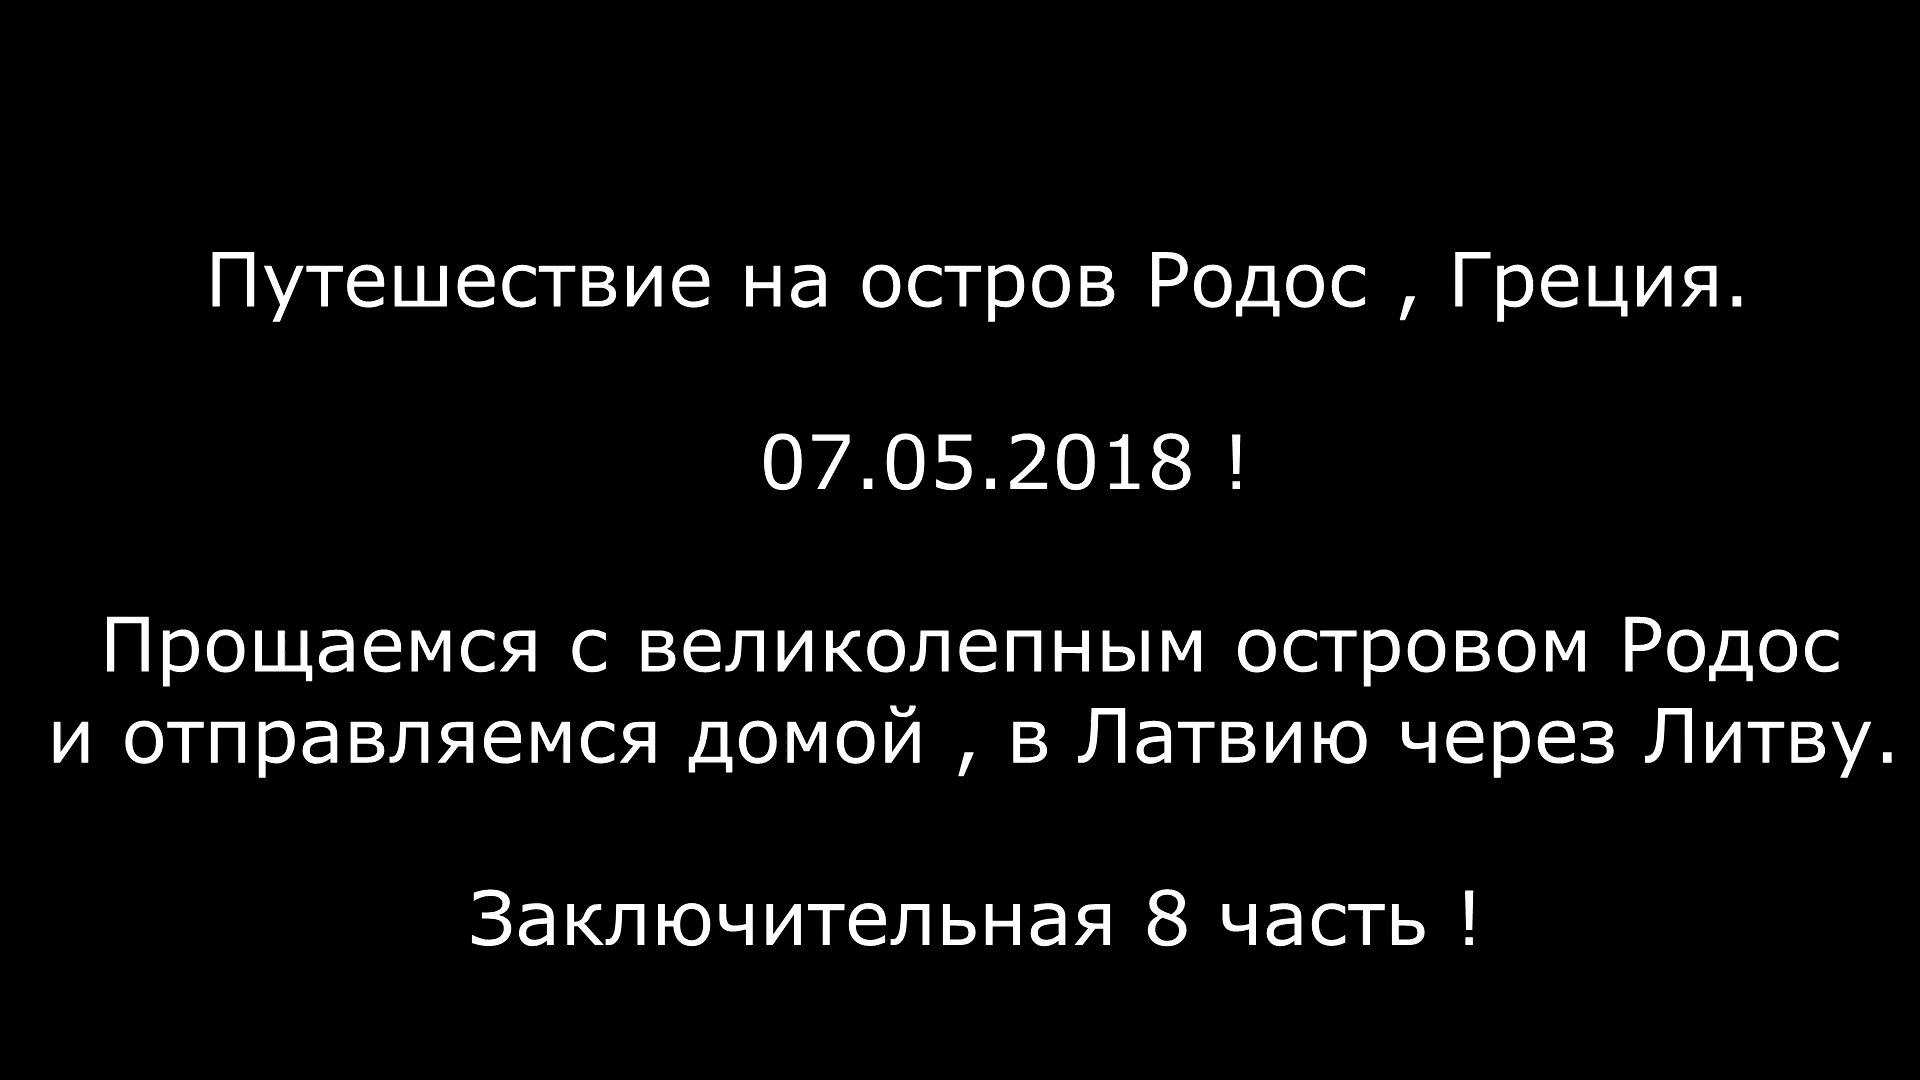 Путешествие на остров Родос , Греция.
07.05.2018 !
Прощаемся с великолепным островом Родос
и отправляемся домой , в Латвию через Литву.
Заключительная 8 часть !